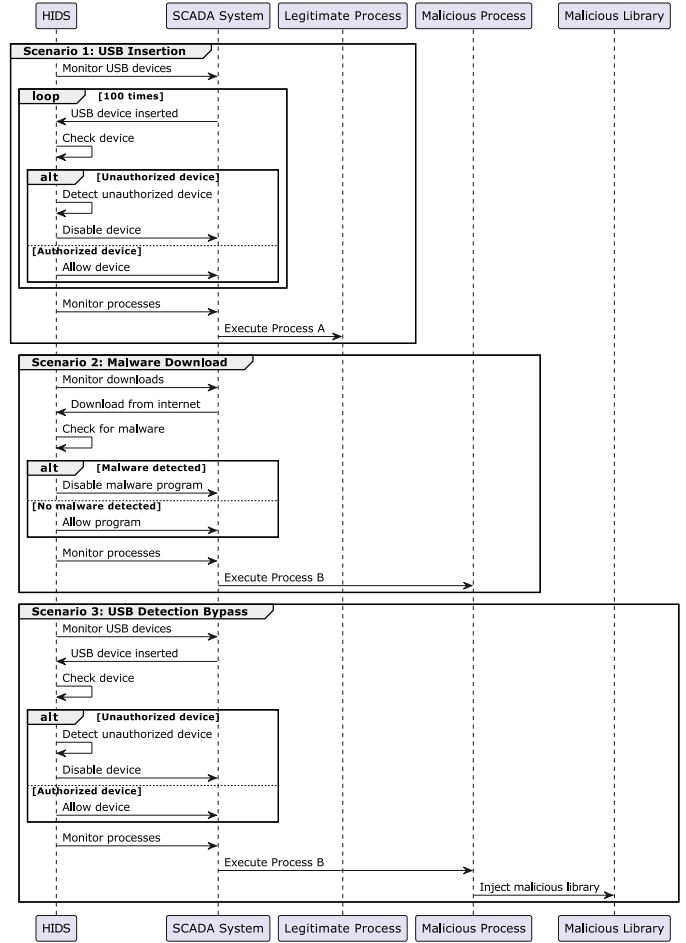 HIDS SCADA System Legitimate Process Malicious Process Malicious Library
Scenario 1: USB Insertion
Monitor USB devices
loop [100 times]
USB device inserted
Check device
alt [Unauthorized device]
Detect unauthorized device
Disable device
[Authorized device]
Allow device
Monitor processes
Execute Process A
Scenario 2: Malware Download
Monitor downloads
Download from internet
Check for malware
alt [Malware detected]
Disable malware program
[No malware detected]
Allow program
Monitor processes
Execute Process B
Scenario 3: USB Detection Bypass
Monitor USB devices
USB device inserted
Check device
alt [Unauthorized device]
Detect unauthorized device
Disable device
[Authorized device]
Allow device
Monitor processes
Execute Process B
Inject malicious library
HIDS SCADA System Legitimate Process Malicious Process Malicious Library